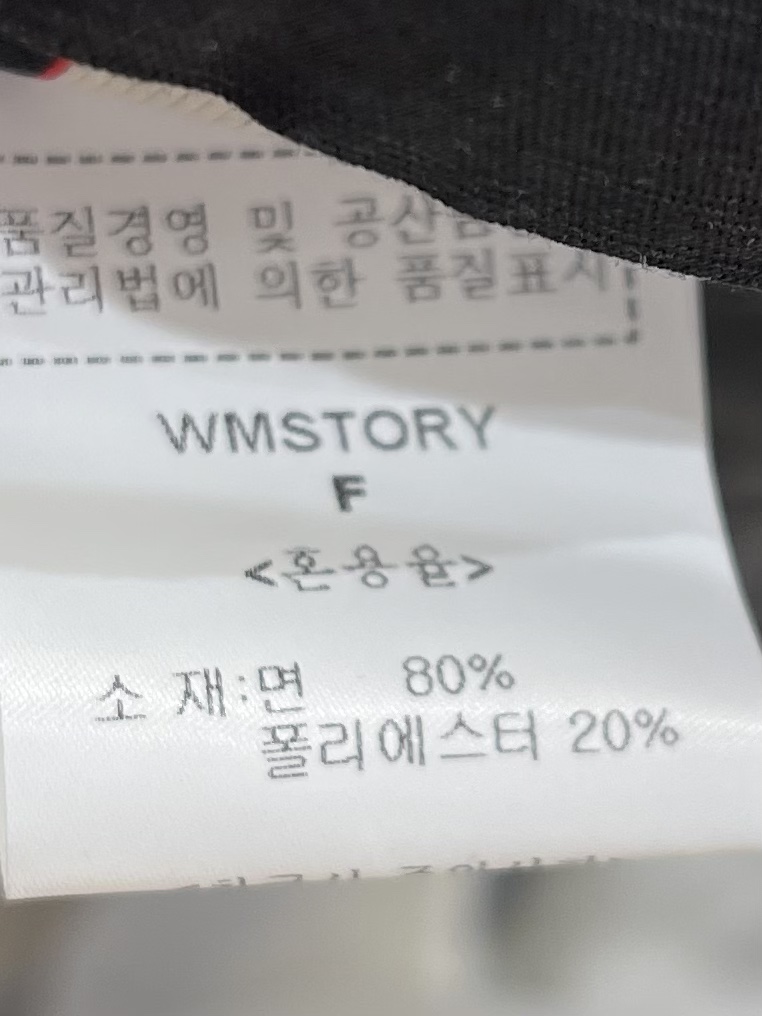 품질경영 및 공산
관리법에 의한 품질표시
WMSTORY
F
<혼용율>
소 재:면 80%
폴리에스터 20%